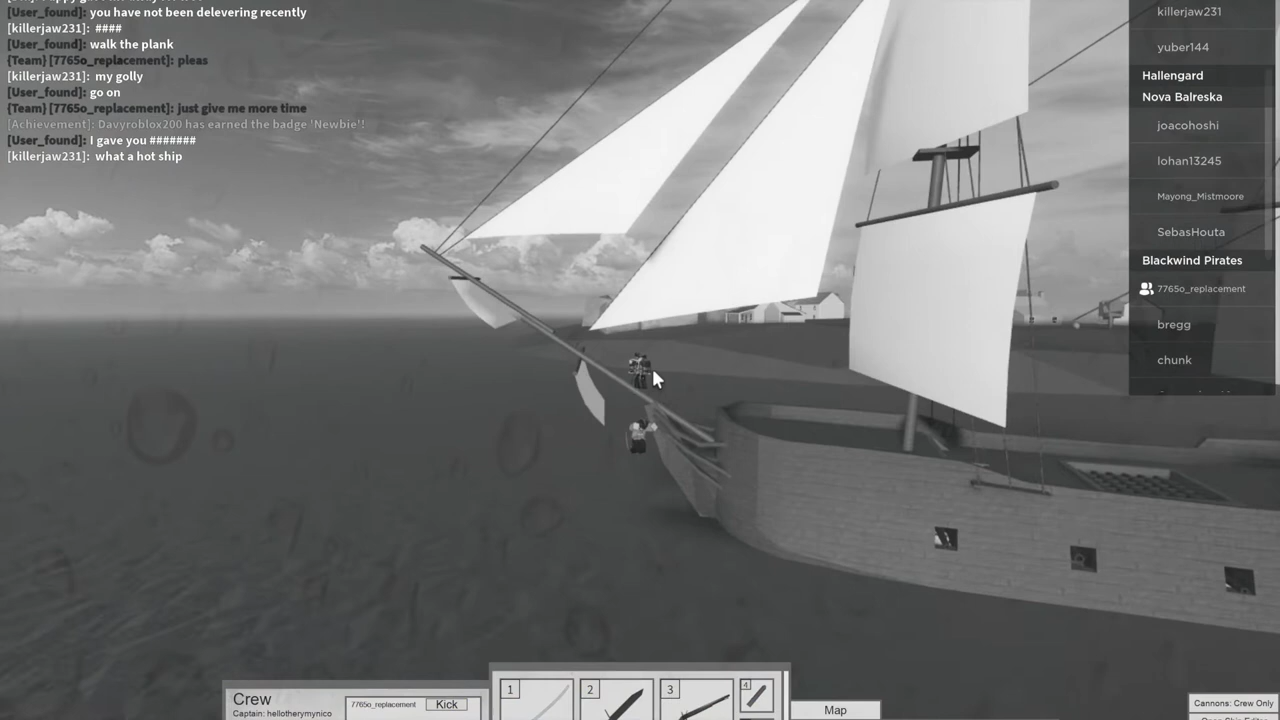 [User_found]: you have not been delevering recently
[killerjaw231]: ####
[User_found]: walk the plank
{Team} [7765o_replacement]: pleas
[killerjaw231]: my golly
[User_found]: go on
{Team} [7765o_replacement]: just give me more time
[Achievement]: Davyroblox200 has earned the badge 'Newbie'!
[User_found]: I gave you #######
[killerjaw231]: what a hot ship
killerjaw231
yuber144
Hallengard
Nova Balreska
joacohoshi
lohan13245
Mayong_Mistmoore
SebasHouta
Blackwind Pirates
7765o_replacement
bregg
chunk
Crew
Captain: hellotherymynico
7765o_replacement
Kick
1
2
3
4
Map
Cannons: Crew Only